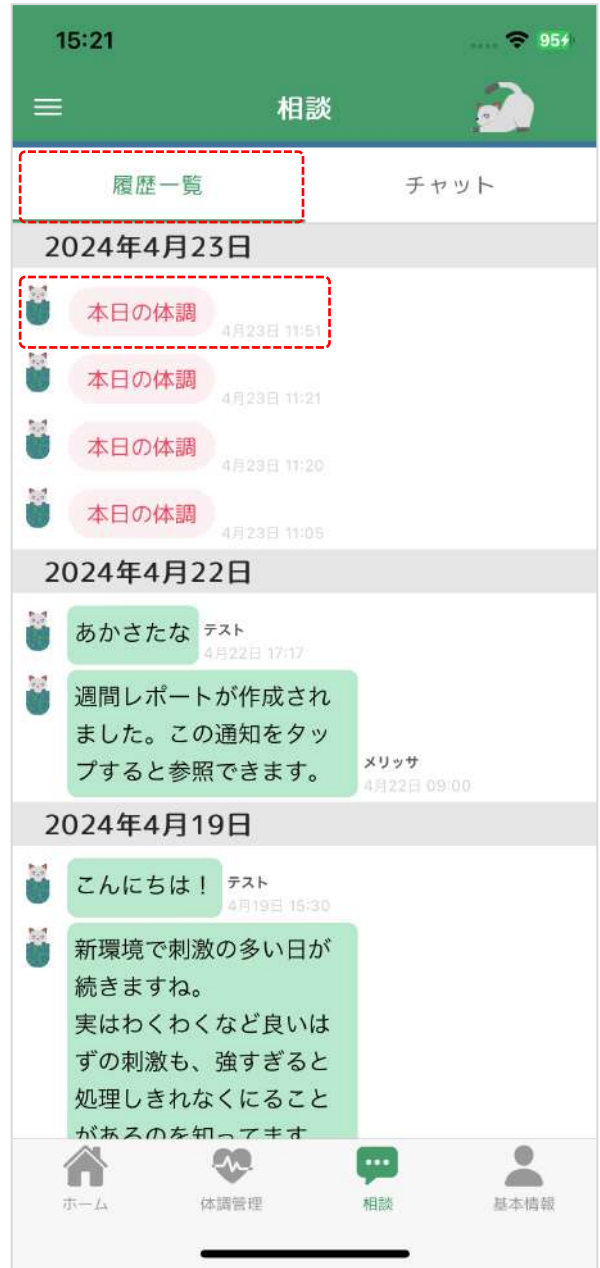 15:21
95
相談
履歴一覧
チャット
2024年4月23日
本日の体調
4月23日 11:51
本日の体調
4月23日 11:21
本日の体調
4月23日 11:20
本日の体調
4月23日 11:05
2024年4月22日
あかさたな
テスト
4月22日 17:17
週間レポートが作成され
ました。この通知をタッ
プすると参照できます。
メリッサ
4月22日 09:00
2024年4月19日
こんにちは！
テスト
4月19日 15:30
新環境で刺激の多い日が
続きますね。
実はわくわくなど良いは
ずの刺激も、強すぎると
処理しきれなくにること
があるのを知ってます
ホーム
体調管理
相談
基本情報